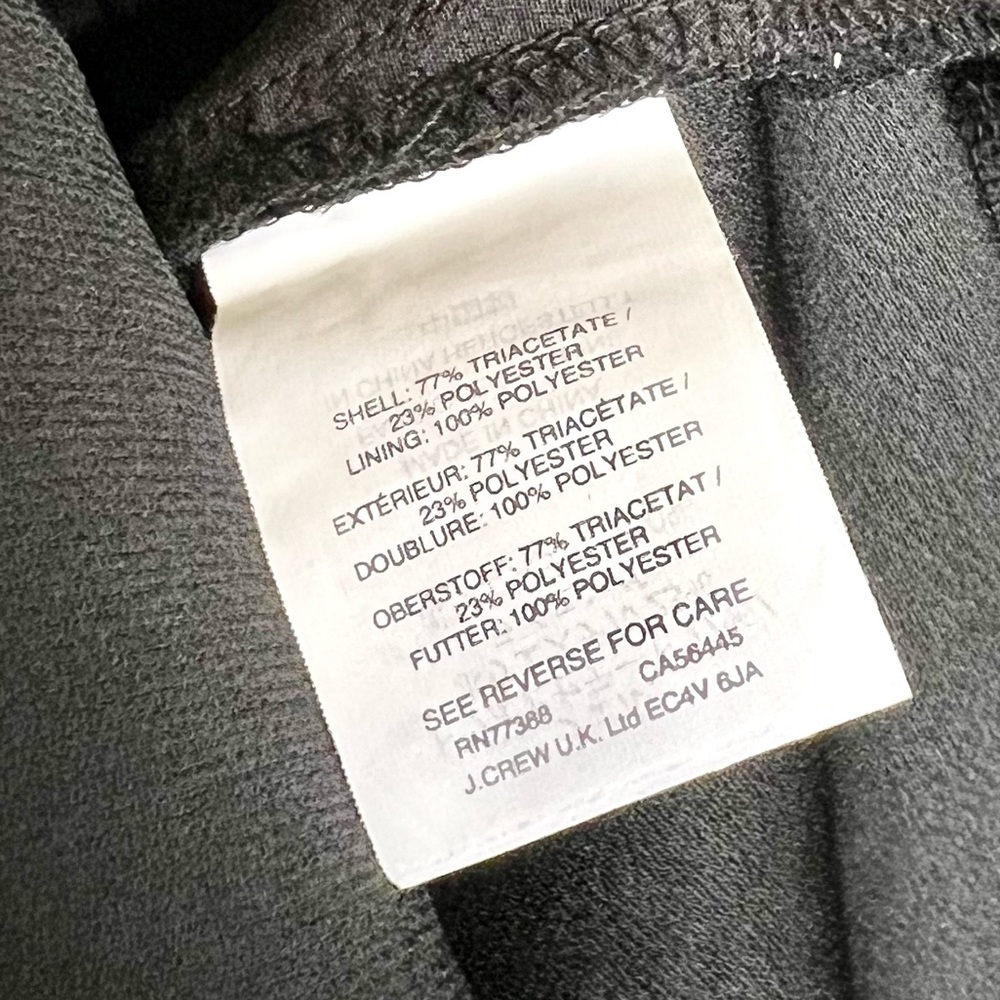 SHELL: 77% TRIACETATE /
23% POLYESTER
LINING: 100% POLYESTER
EXTÉRIEUR: 77% TRIACÉTATE /
23% POLYESTER
DOUBLURE: 100% POLYESTER
OBERSTOFF: 77% TRIACETAT /
23% POLYESTER
FUTTER: 100% POLYESTER
SEE REVERSE FOR CARE
RN77388 CA56445
J.CREW U.K. Ltd EC4V 6JA